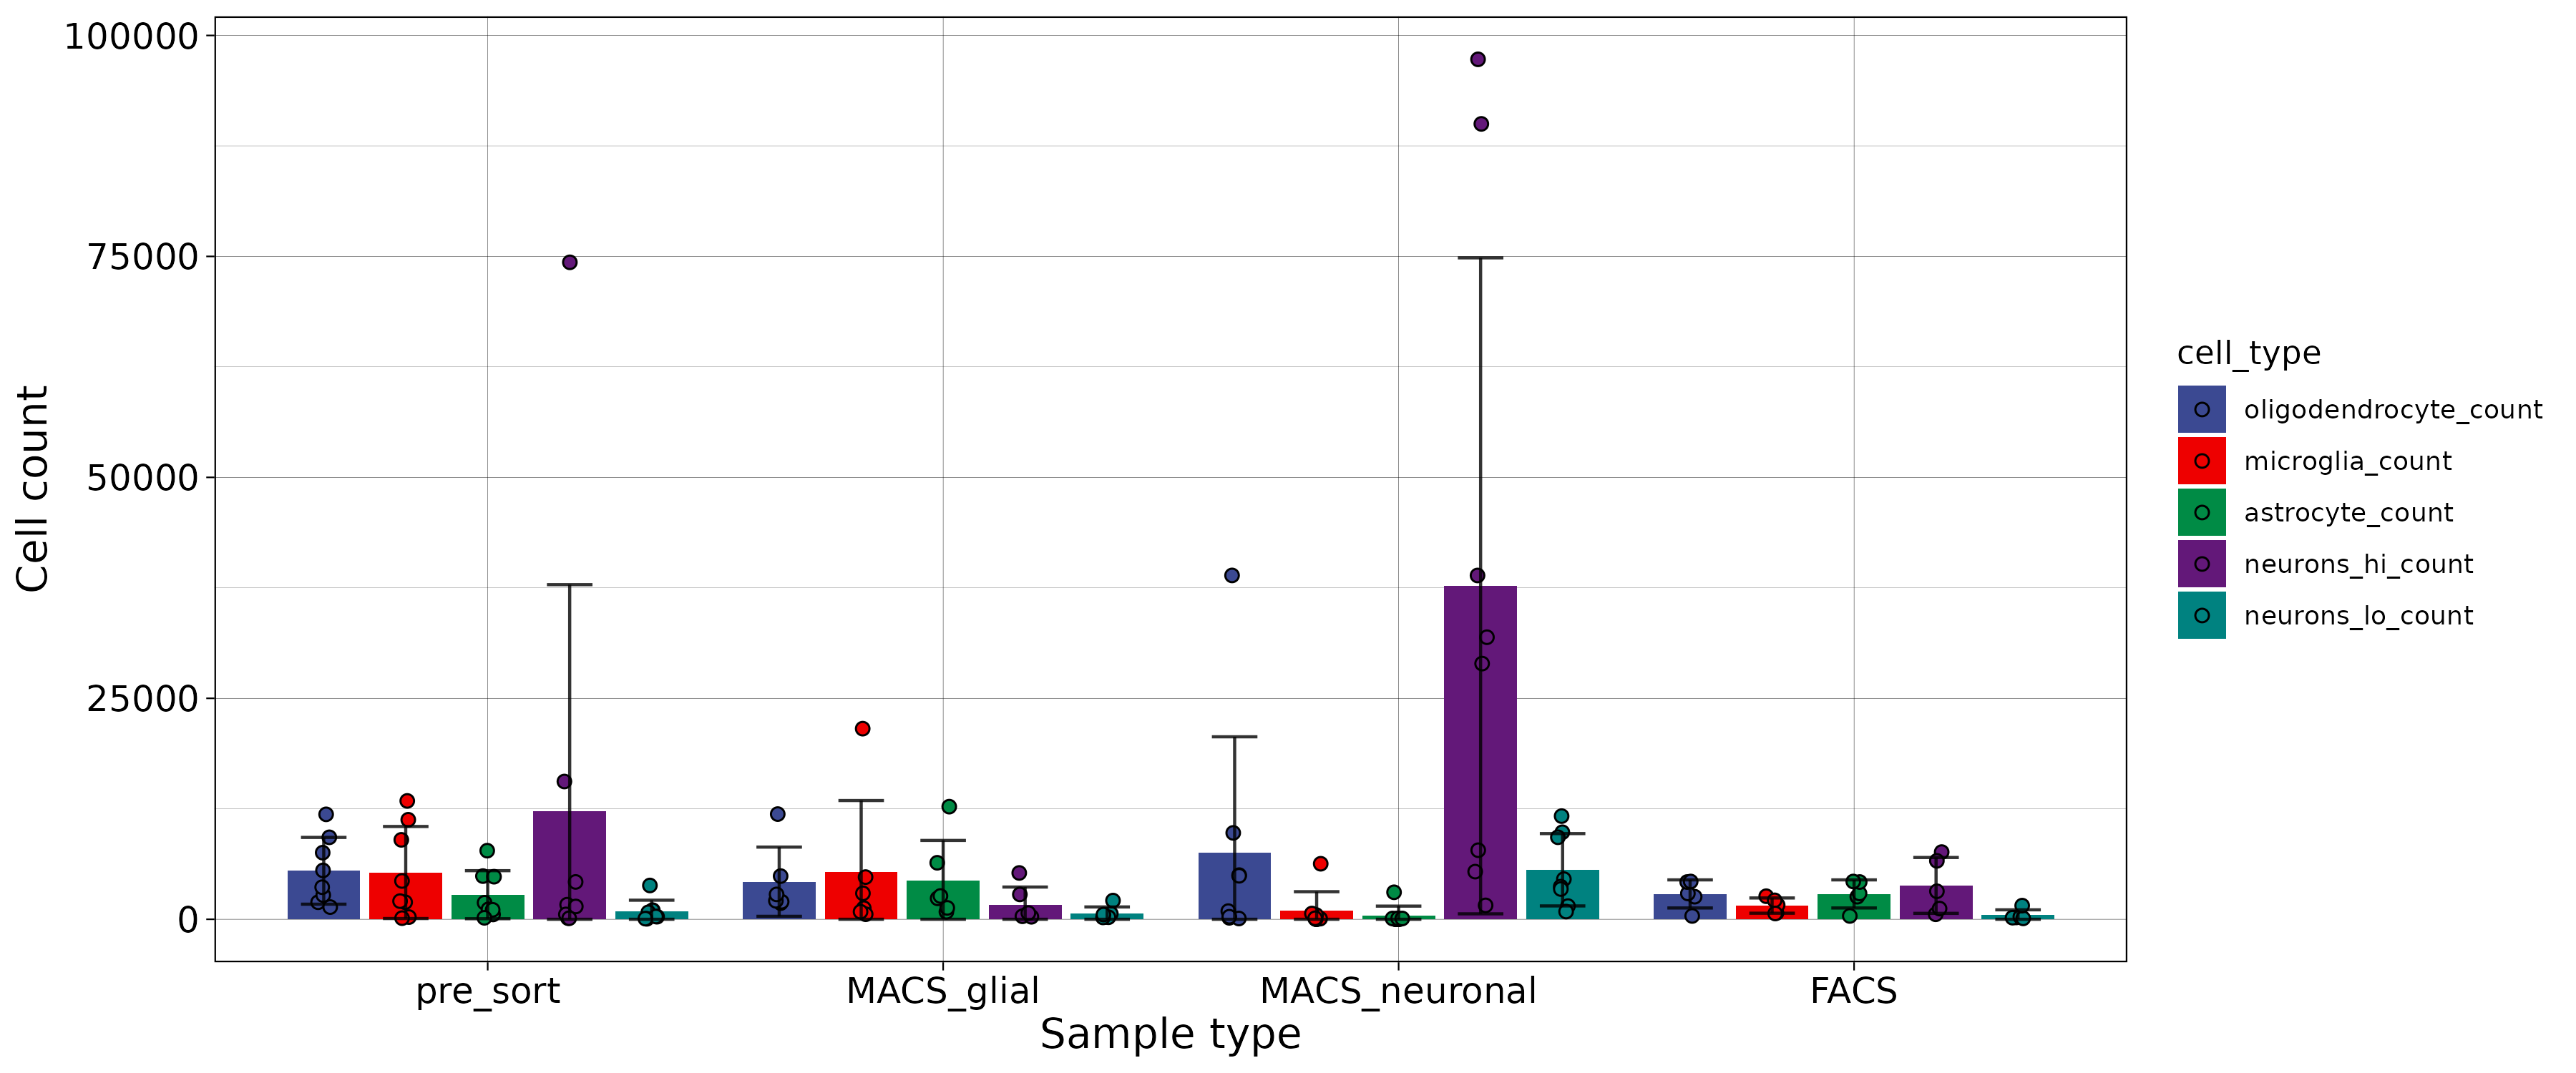 100000
75000
50000
25000
0
Cell count
pre_sort
MACS_glial
MACS_neuronal
FACS
Sample type
cell_type
oligodendrocyte_count
microglia_count
astrocyte_count
neurons_hi_count
neurons_lo_count